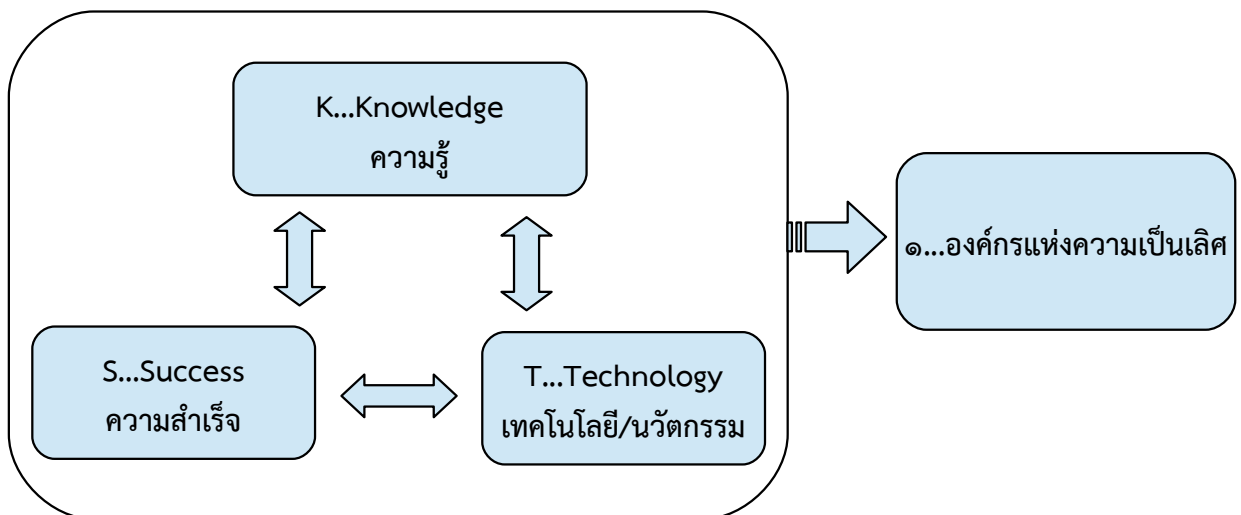 K...Knowledge
ความรู้
S...Success
ความสำเร็จ
T...Technology
เทคโนโลยี/นวัตกรรม
๑...องค์กรแห่งความเป็นเลิศ